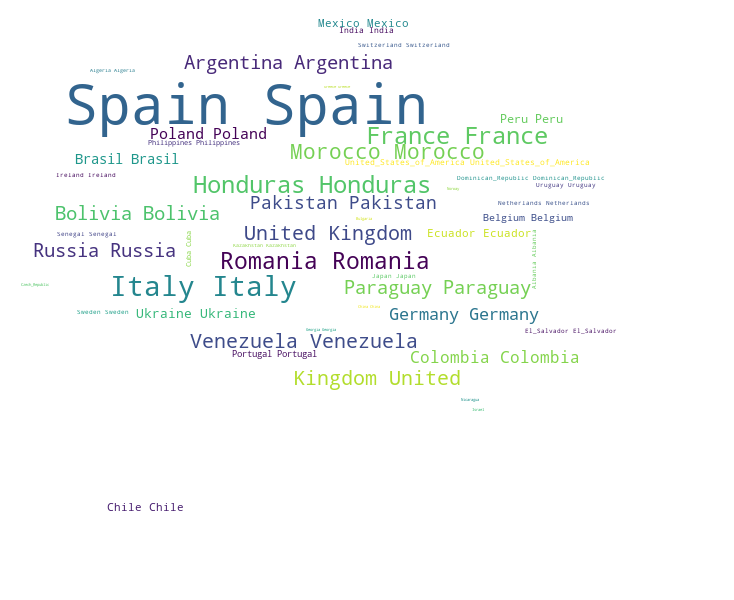 Mexico Mexico
India India
Switzerland Switzerland
Argentina Argentina
Algeria Algeria
Spain Spain
Peru Peru
Poland Poland
France France
Philippines Philippines
Morocco Morocco
Brasil Brasil
United_States_of_America United_States_of_America
Ireland Ireland
Dominican_Republic Dominican_Republic
Honduras Honduras
Uruguay Uruguay
Norway
Pakistan Pakistan
Netherlands Netherlands
Bolivia Bolivia
Belgium Belgium
Bulgaria
Senegal Senegal
United Kingdom
Ecuador Ecuador
Russia Russia
Cuba Cuba
Kazakhstan Kazakhstan
Albania Albania
Romania Romania
Japan Japan
Czech_Republic
Italy Italy
Paraguay Paraguay
Sweden Sweden
Ukraine Ukraine
Germany Germany
Georgia Georgia
El_Salvador El_Salvador
Venezuela Venezuela
Portugal Portugal
Colombia Colombia
Kingdom United
Nicaragua
Israel
Chile Chile